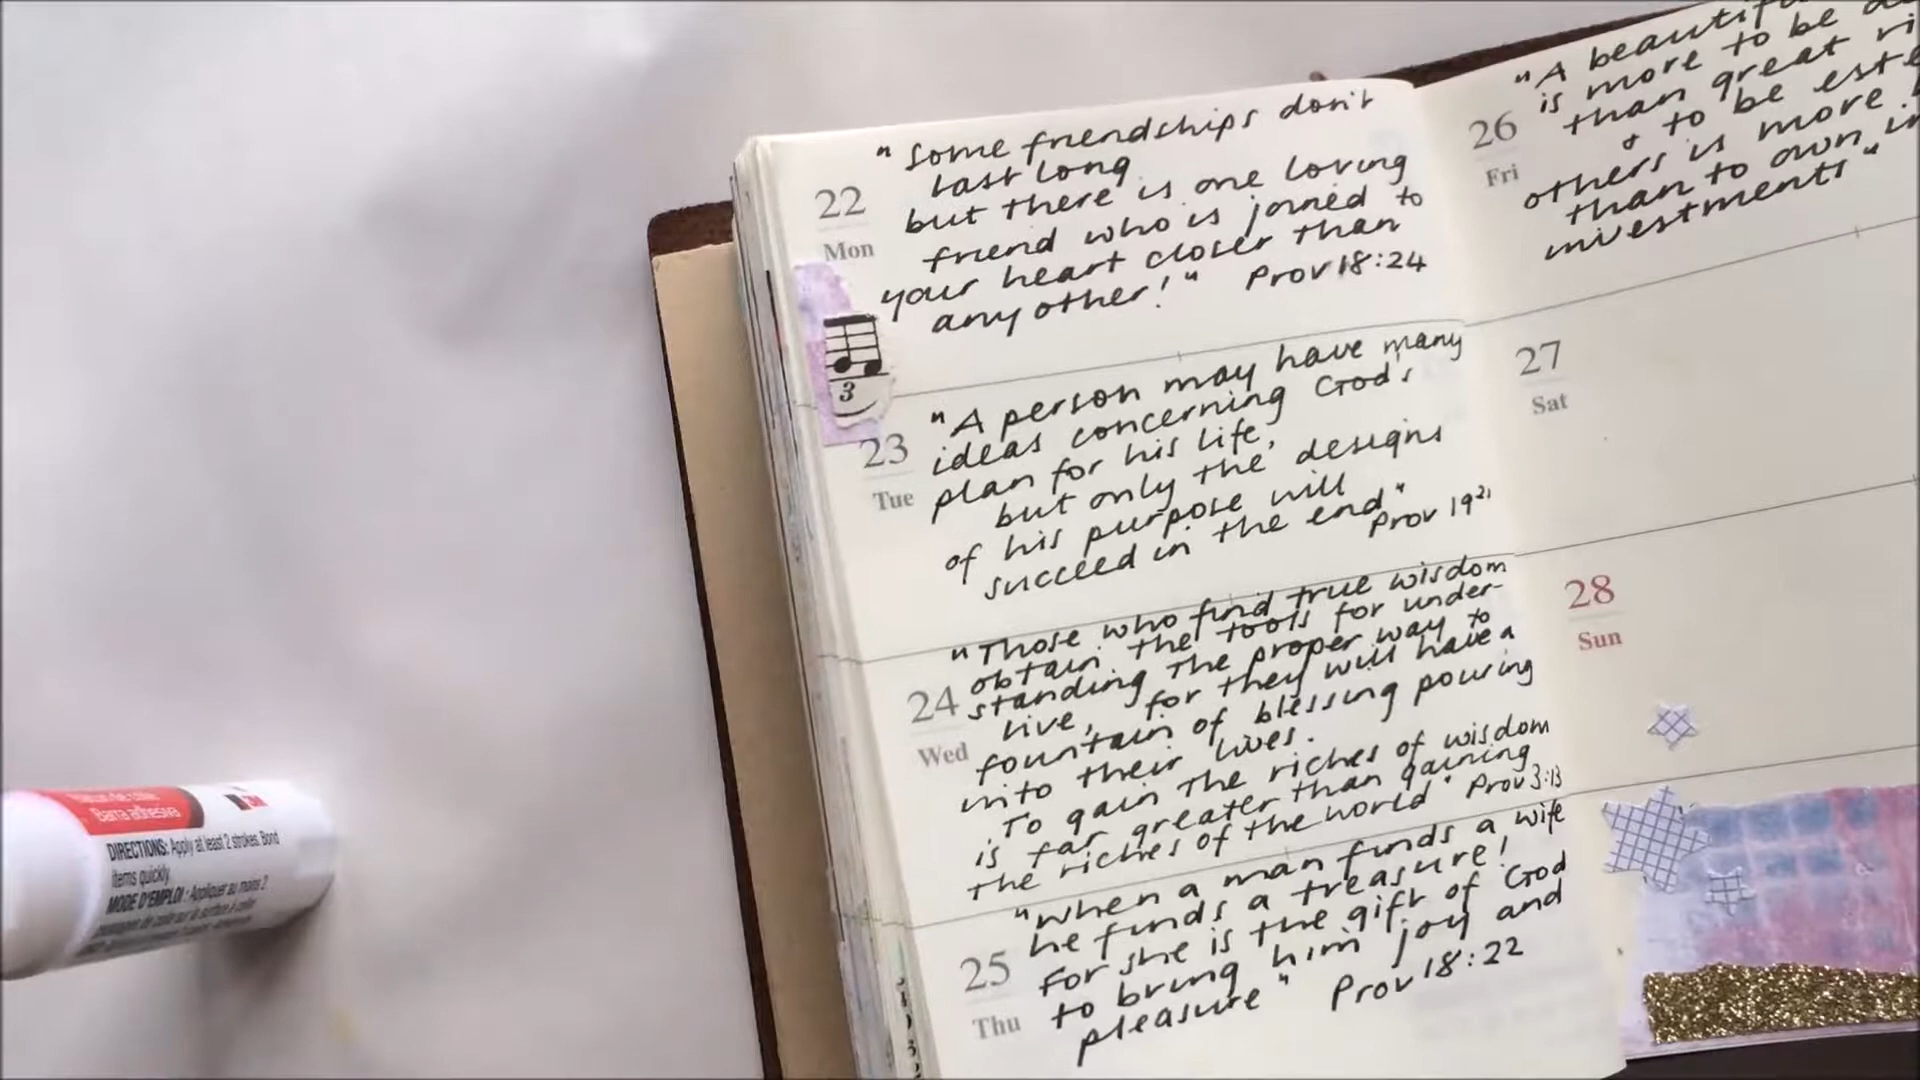 22
Mon
"Some friendships don't
last long
but there is one loving
friend who is joined to
your heart closer than
any other!" Prov 18:24
3
23
Tue
"A person may have many
ideas concerning God's
plan for his life,
but only the designs
of his purpose will
succeed in the end"
Prov 19 21
24
Wed
"Those who find true wisdom
obtain the tools for under-
standing the proper way to
live, for they will have a
fountain of blessing pouring
into their lives.
To gain the riches of wisdom
is far greater than gaining
the riches of the world" Prov 3:13
25
Thu
"When a man finds a wife
he finds a treasure!
For she is the gift of God
to bring him joy and
pleasure" Prov 18:22
26
Fri
"A beautif
is more to be
than great
& to be este
others is more
than to own in
investments"
27
Sat
28
Sun
Barra adhesiva
DIRECTIONS: Apply at least 2 strokes. Bond
items quickly.
MODE D'EMPLOI: Appliquer au moins 2